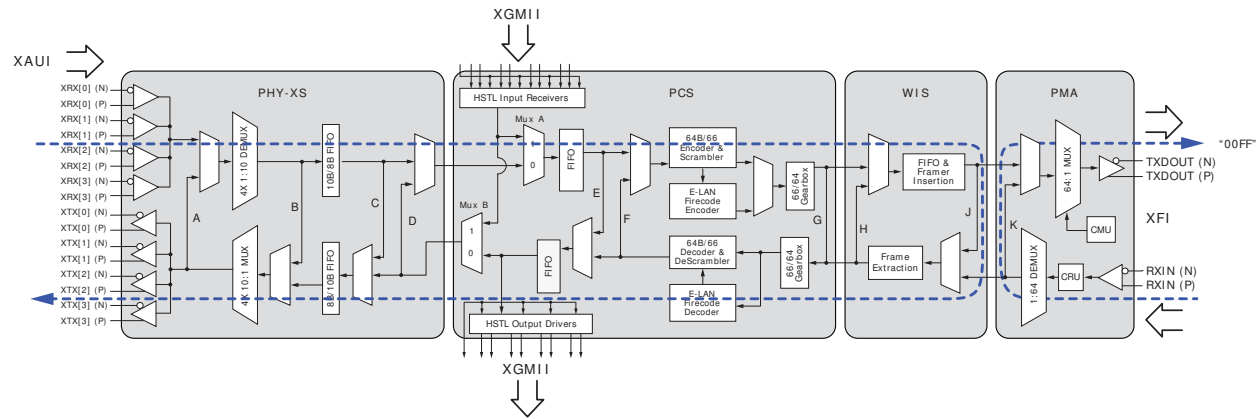 XGMII
XAUI
PHY-XS
PCS
WIS
PMA
XRX[0] (N)
XRX[0] (P)
XRX[1] (N)
XRX[1] (P)
XRX[2] (N)
XRX[2] (P)
XRX[3] (N)
XRX[3] (P)
XTX[0] (N)
XTX[0] (P)
XTX[1] (N)
XTX[1] (P)
XTX[2] (N)
XTX[2] (P)
XTX[3] (N)
XTX[3] (P)
4X 1:10 DEMUX
10B/8B FIFO
A
B
C
D
4X 10:1 MUX
8B/10B FIFO
HSTL Input Receivers
Mux A
1
0
FIFO
E
F
64B/66
Encoder &
Scrambler
E-LAN
Firecode
Encoder
66/64
Gearbox
G
Mux B
1
0
FIFO
64B/66
Decoder &
DeScrambler
E-LAN
Firecode
Decoder
66/64
Gearbox
HSTL Output Drivers
H
FIFO &
Framer
Insertion
J
Frame
Extraction
K
64:1 MUX
CMU
1:64 DEMUX
CRU
"00FF"
TXDOUT (N)
TXDOUT (P)
XFI
RXIN (N)
RXIN (P)
XGMII